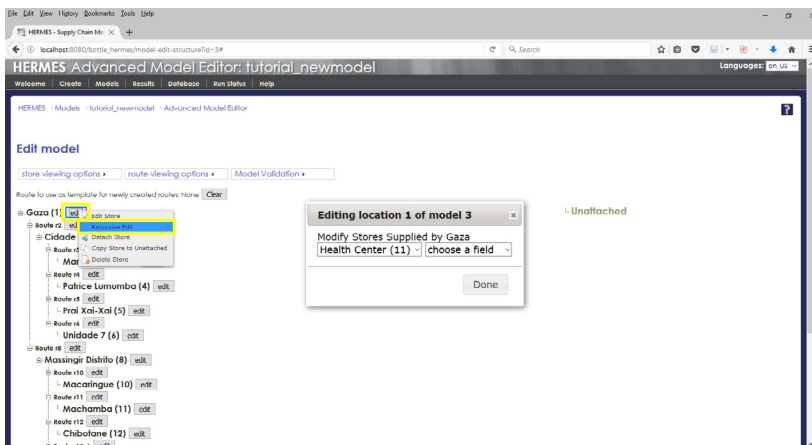 File Edit View History Bookmarks Tools Help
HERMES - Supply Chain Mo
localhost:8080/bottle_hermes/model-edit-structure?id=3#
Search
HERMES Advanced Model Editor: tutorial_newmodel
Languages: en_US
Welcome Create Models Results Database Run Status Help
HERMES >Models >tutorial_newmodel >Advanced Model Editor
?
Edit model
store viewing options
route viewing options
Model Validation
Route to use as template for newly created routes: None Clear
Gaza (1)
Edit Store
Unattached
Route r2
Recursive Edit
Cidade
Detach Store
Copy Store to Unattached
Mar
Delete Store
Route r4 edit
Patrice Lumumba (4) edit
Route r5 edit
Prai Xai-Xai (5) edit
Route r6 edit
Unidade 7 (6) edit
Route r8 edit
Massingir Distrito (8) edit
Route r10 edit
Macaringue (10) edit
Route r11 edit
Machamba (11) edit
Route r12 edit
Chibotane (12) edit
Editing location 1 of model 3
Modify Stores Supplied by Gaza
Health Center (11) choose a field
Done